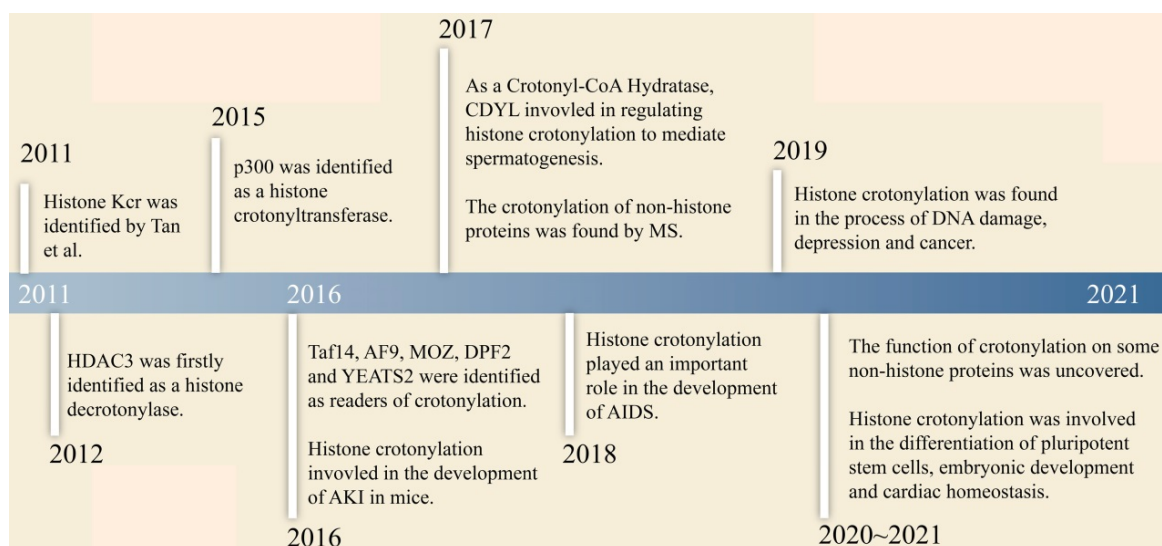 2017
As a Crotonyl-CoA Hydratase,
CDYL invovled in regulating
histone crotonylation to mediate
spermatogenesis.
The crotonylation of non-histone
proteins was found by MS.
2015
p300 was identified
as a histone
crotonyltransferase.
2011
Histone Kcr was
identified by Tan
et al.
2019
Histone crotonylation was found
in the process of DNA damage,
depression and cancer.
2011
2016
2021
HDAC3 was firstly
identified as a histone
decrotonylase.
2012
Taf14, AF9, MOZ, DPF2
and YEATS2 were identified
as readers of crotonylation.
Histone crotonylation
invovled in the development
of AKI in mice.
2016
Histone crotonylation
played an important
role in the development
of AIDS.
2018
The function of crotonylation on some
non-histone proteins was uncovered.
Histone crotonylation was involved
in the differentiation of pluripotent
stem cells, embryonic development
and cardiac homeostasis.
2020~2021